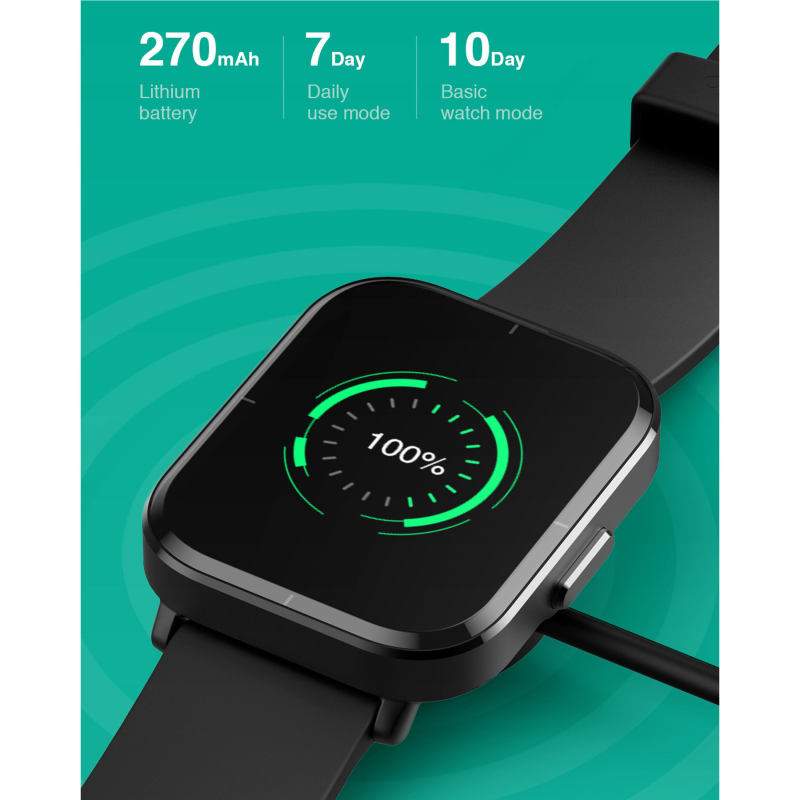 270mAh
Lithium
battery
7Day
Daily
use mode
10Day
Basic
watch mode
100%